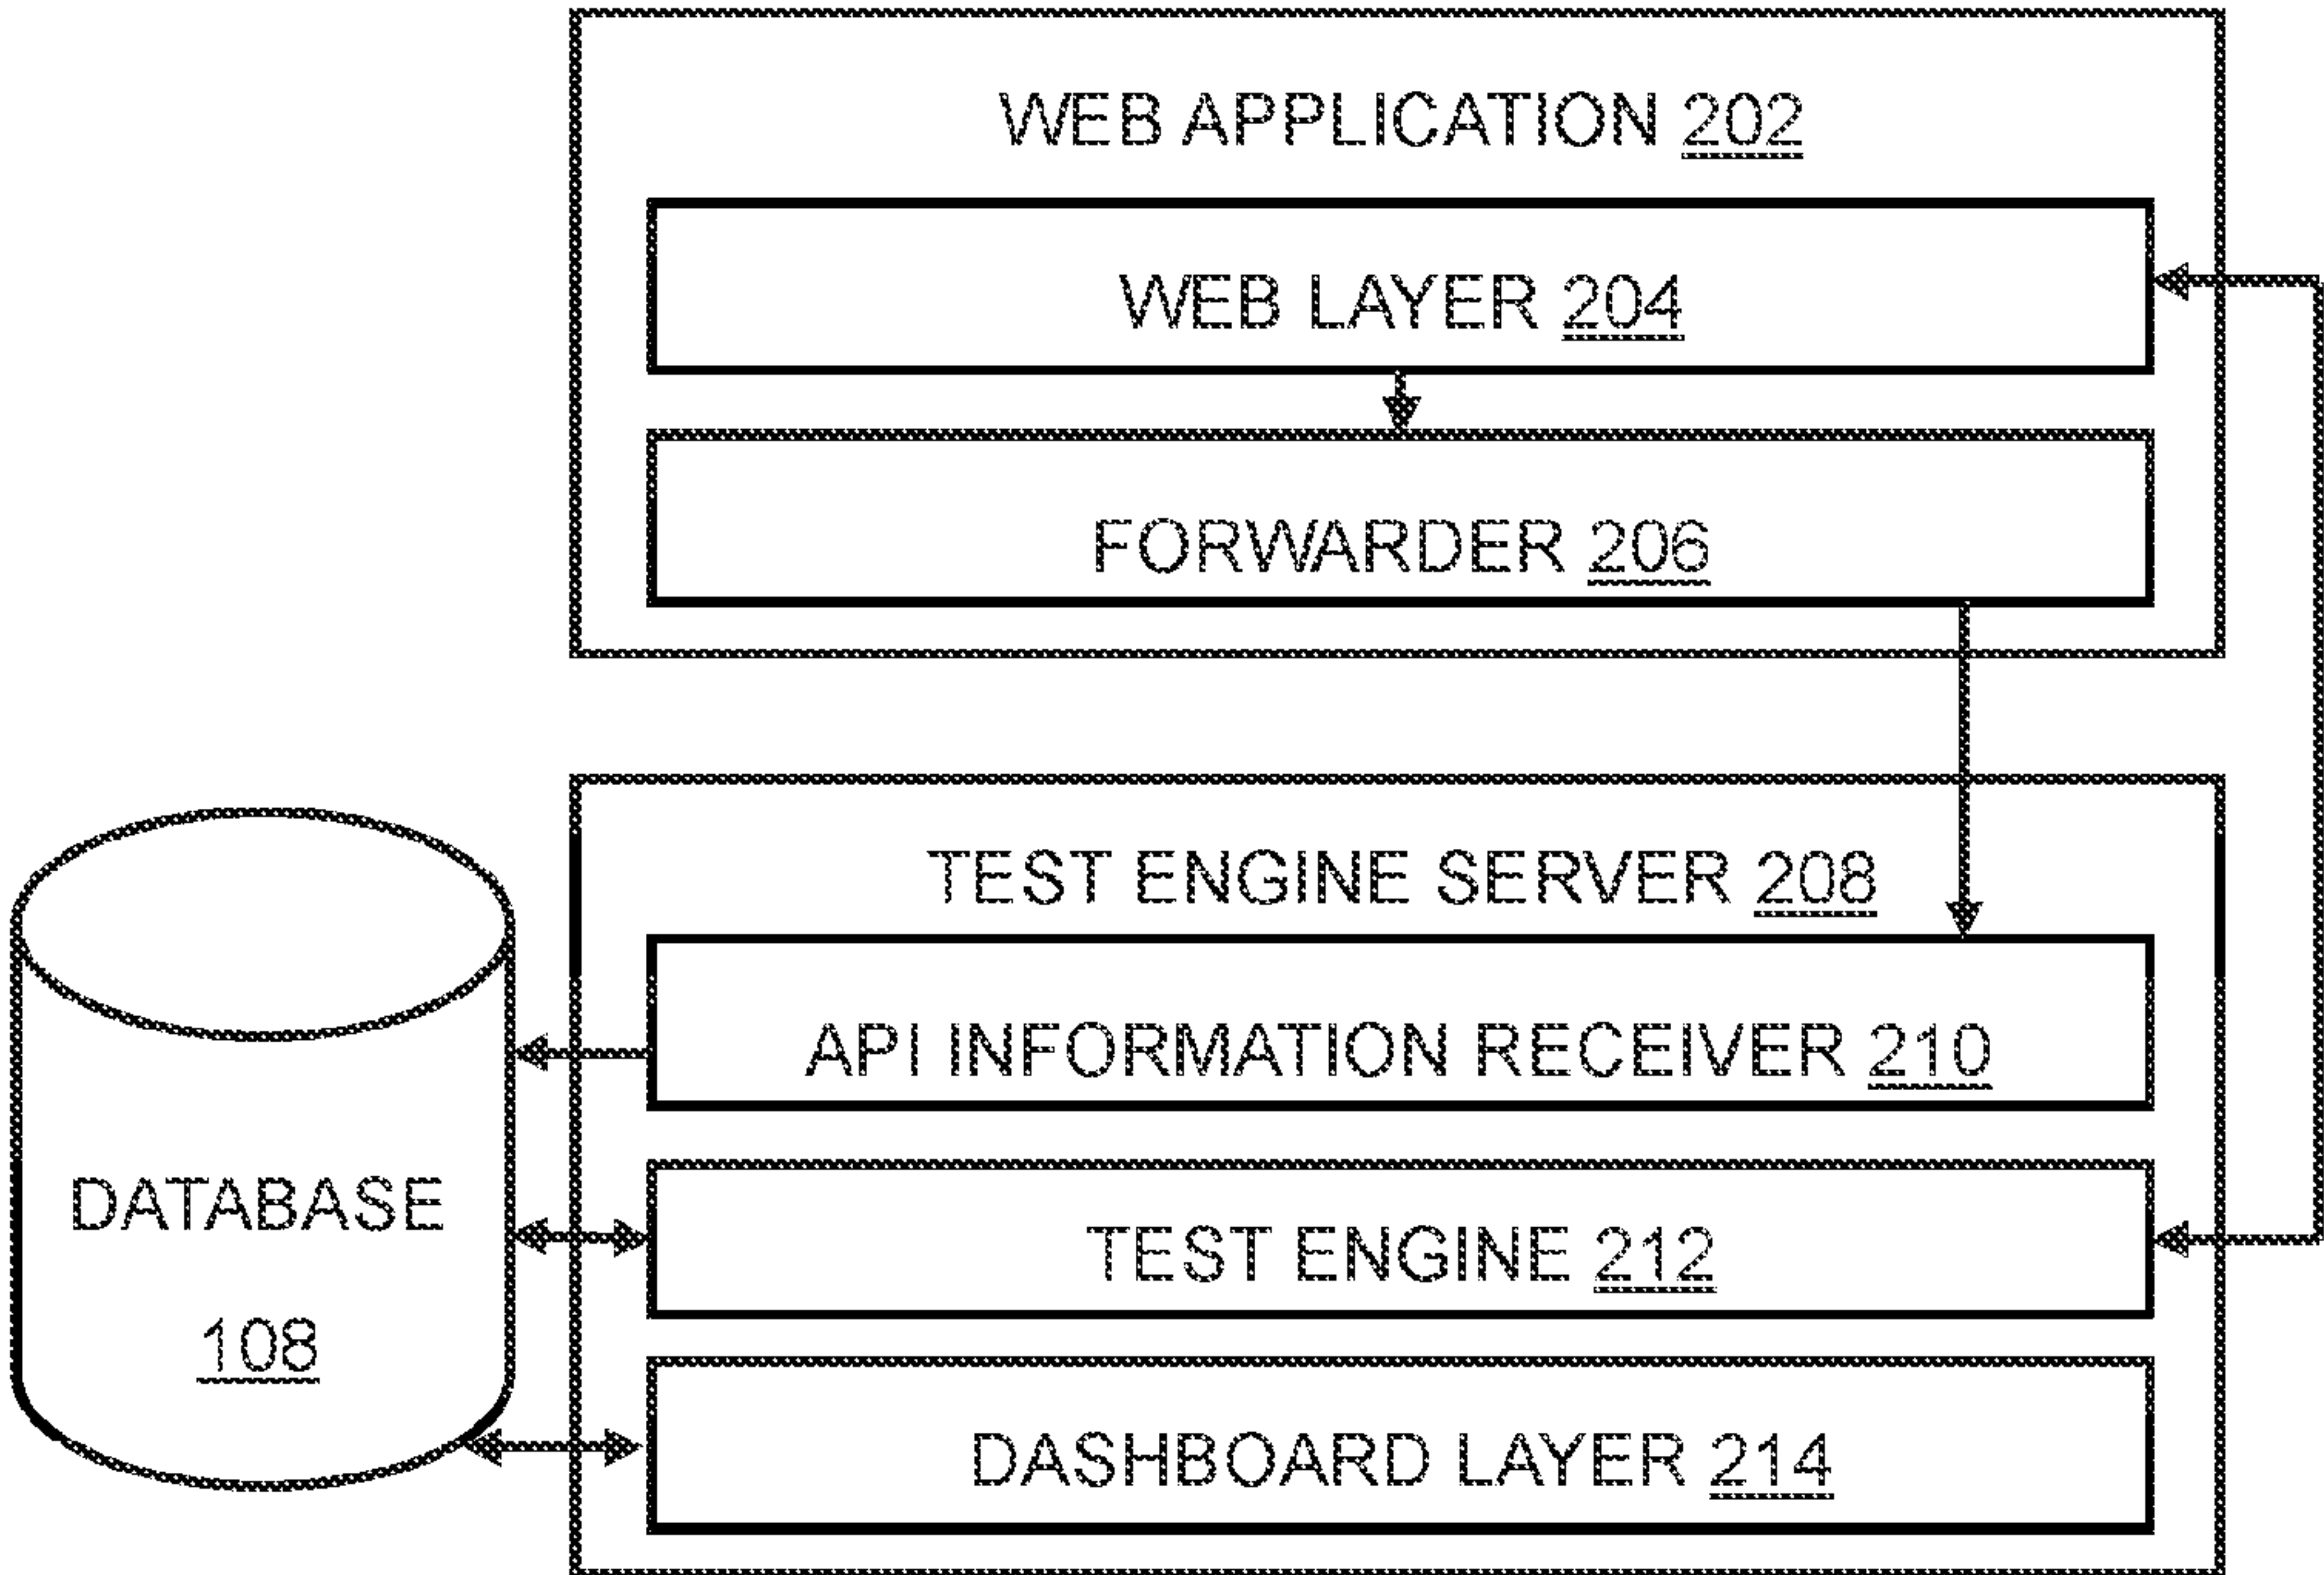 WEB APPLICATION 202
WEB LAYER 204
FORWARDER 206
TEST ENGINE SERVER 208
API INFORMATION RECEIVER 210
TEST ENGINE 212
DASHBOARD LAYER 214
DATABASE
108